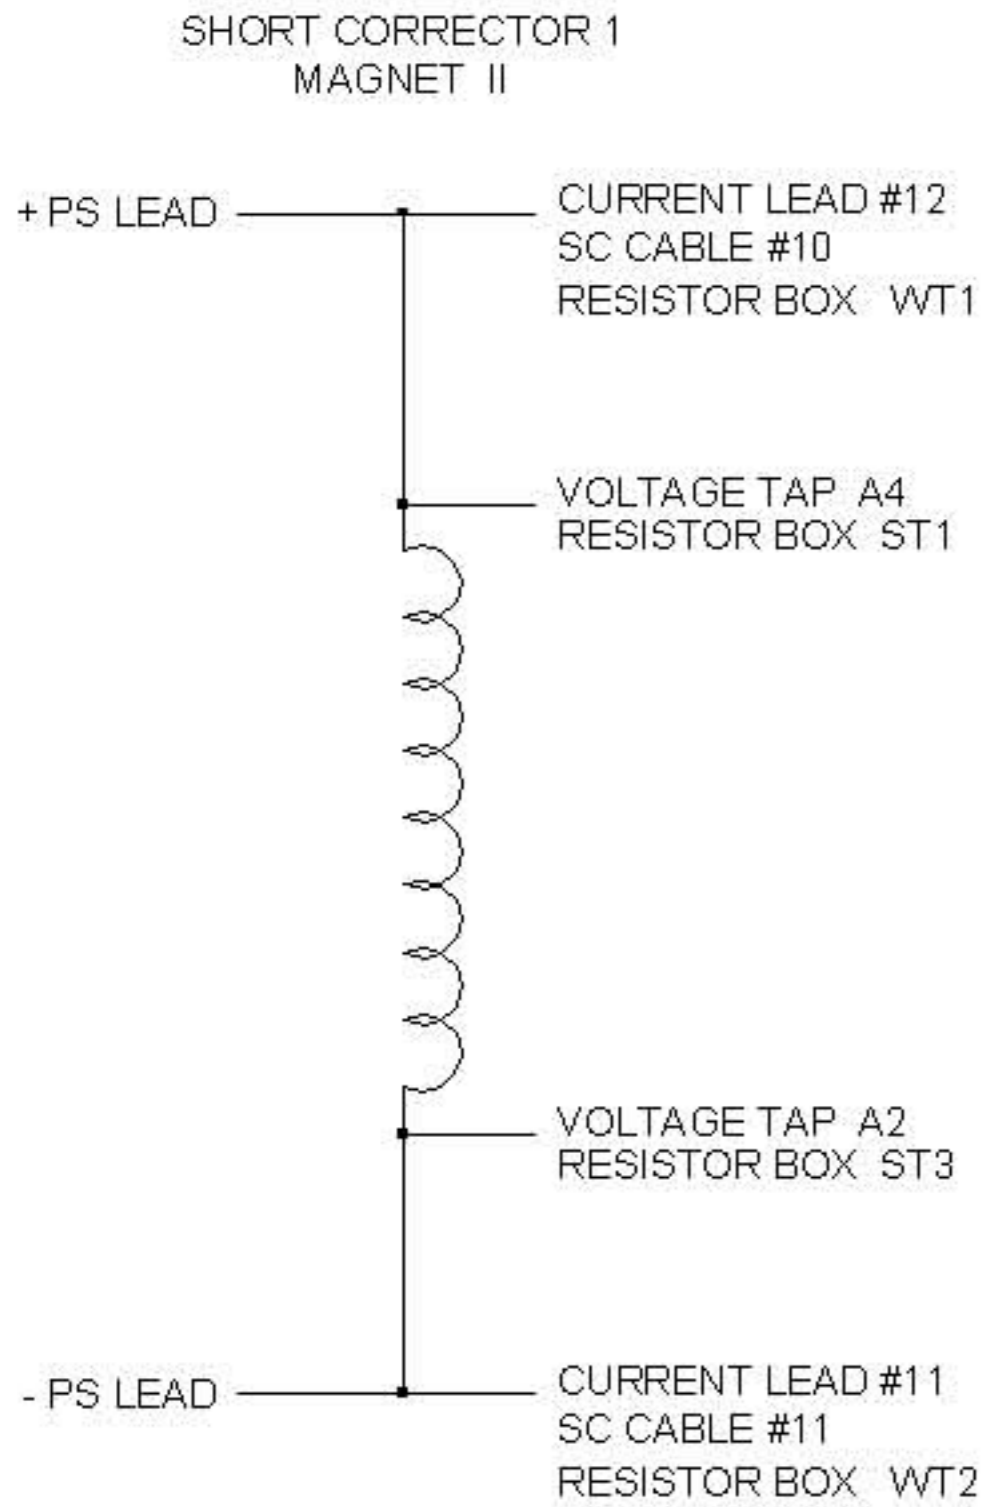 SHORT CORRECTOR 1
MAGNET II
+ PS LEAD
CURRENT LEAD #12
SC CABLE #10
RESISTOR BOX WT1
VOLTAGE TAP A4
RESISTOR BOX ST1
VOLTAGE TAP A2
RESISTOR BOX ST3
- PS LEAD
CURRENT LEAD #11
SC CABLE #11
RESISTOR BOX WT2